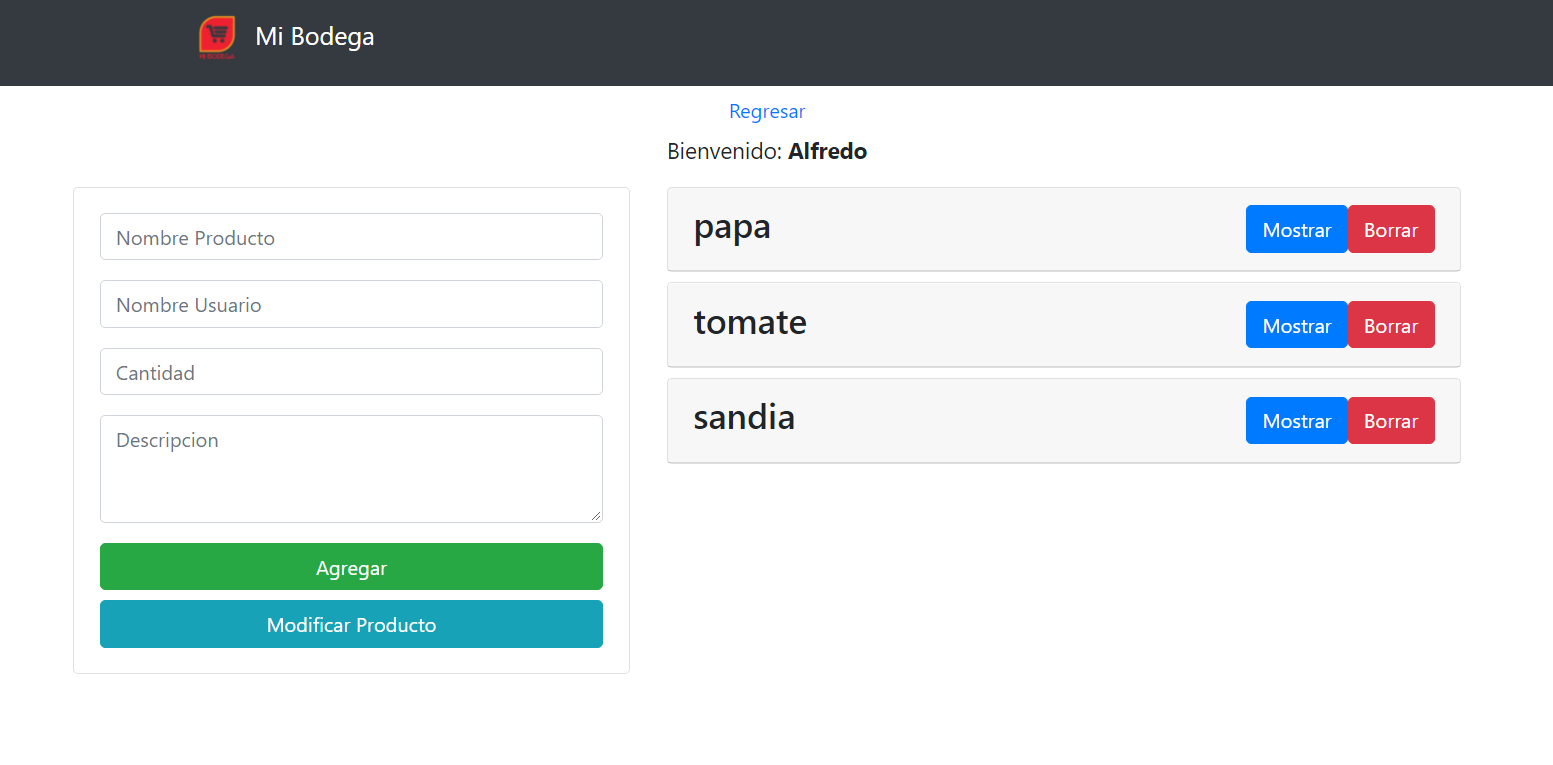 MI BODEGA
Mi Bodega
Regresar
Bienvenido: Alfredo
Nombre Producto
Nombre Usuario
Cantidad
Descripcion
Agregar
Modificar Producto
papa
Mostrar Borrar
tomate
Mostrar Borrar
sandia
Mostrar Borrar